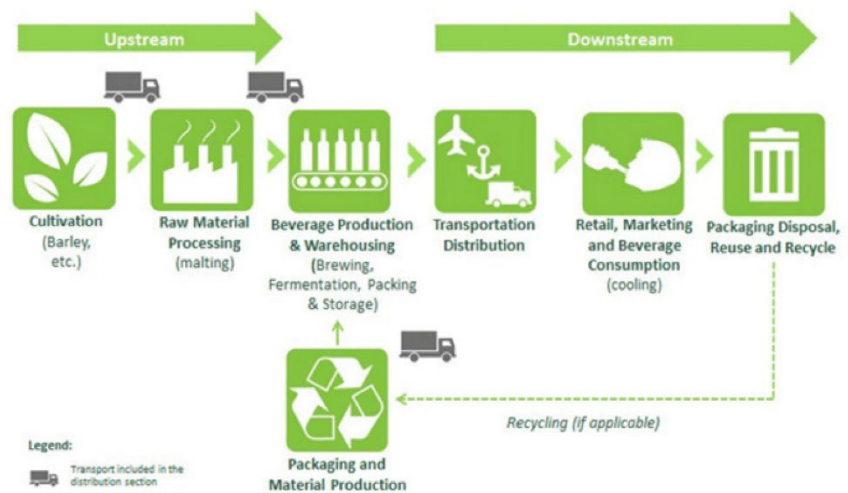 Upstream
Downstream
Cultivation
(Barley,
etc.)
Raw Material
Processing
(malting)
Beverage Production
& Warehousing
(Brewing,
Fermentation, Packing
& Storage)
Transportation
Distribution
Retail, Marketing
and Beverage
Consumption
(cooling)
Packaging Disposal,
Reuse and Recycle
Recycling (if applicable)
Packaging and
Material Production
Legend:
Transport included in the
distribution section